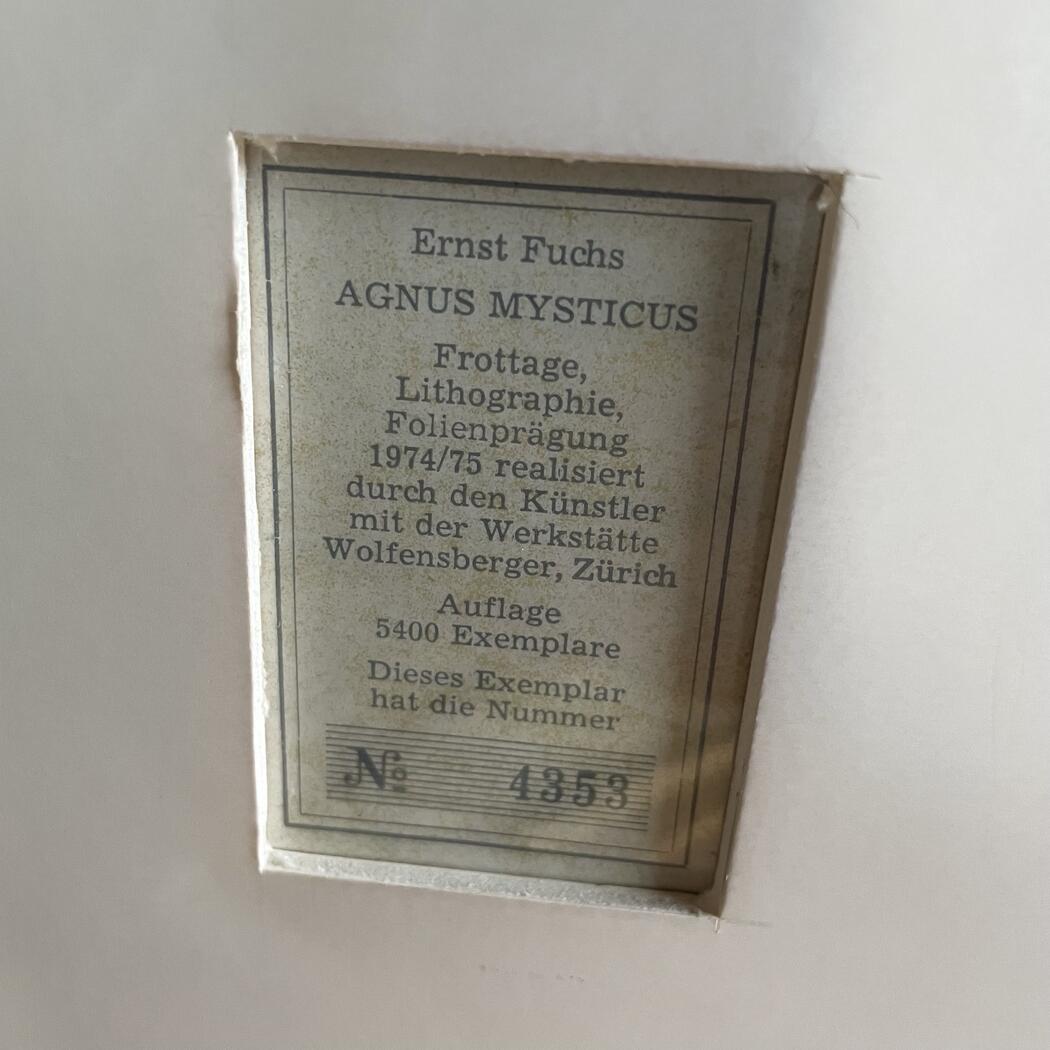 Ernst Fuchs
AGNUS MYSTICUS
Frottage,
Lithographie,
Folienprägung
1974/75 realisiert
durch den Künstler
mit der Werkstätte
Wolfensberger, Zürich
Auflage
5400 Exemplare
Dieses Exemplar
hat die Nummer
№ 4353